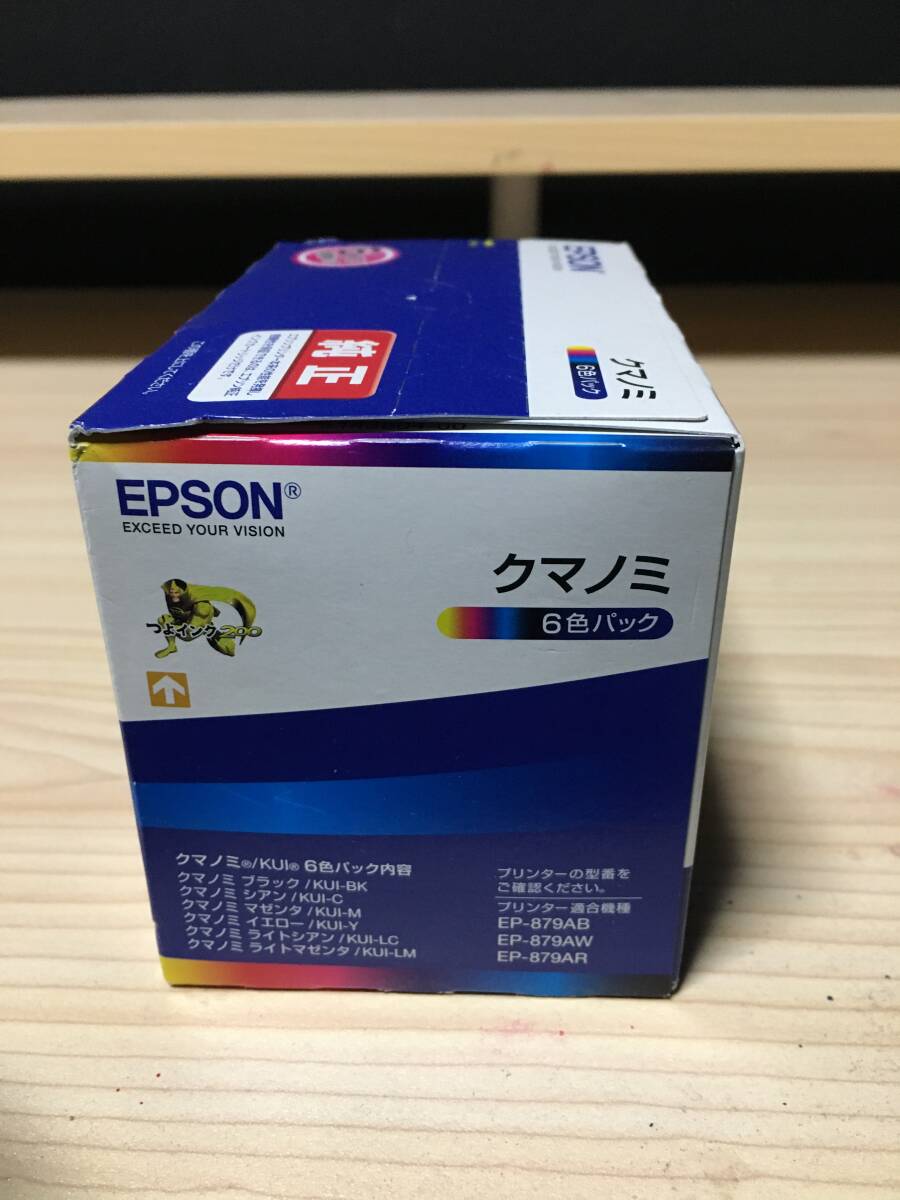 EPSON
クマノミ
6色パック
純正
EPSON®
EXCEED YOUR VISION
つよインク200
クマノミ
6色パック
クマノミ®/KUI® 6色パック内容
クマノミ ブラック/KUI-BK
クマノミ シアン/KUI-C
クマノミ マゼンタ/KUI-M
クマノミ イエロー/KUI-Y
クマノミ ライトシアン/KUI-LC
クマノミ ライトマゼンタ/KUI-LM
プリンターの型番を
ご確認ください。
プリンター適合機種
EP-879AB
EP-879AW
EP-879AR